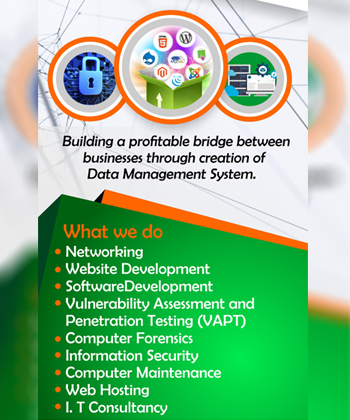 Building a profitable bridge between
businesses through creation of
Data Management System.
What we do
• Networking
• Website Development
• SoftwareDevelopment
• Vulnerability Assessment and
Penetration Testing (VAPT)
• Computer Forensics
• Information Security
• Computer Maintenance
• Web Hosting
• I. T Consultancy